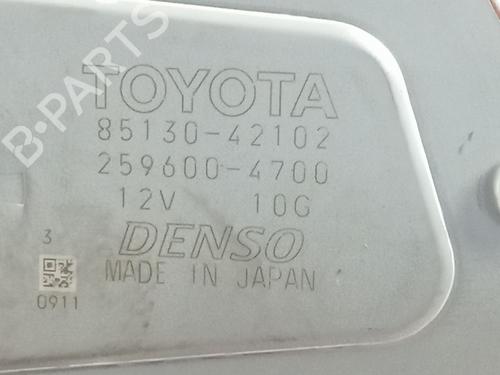 B-PARTS
TOYOTA
85130-42102
259600-4700
12V 10G
DENSO
MADE IN JAPAN
3
0911